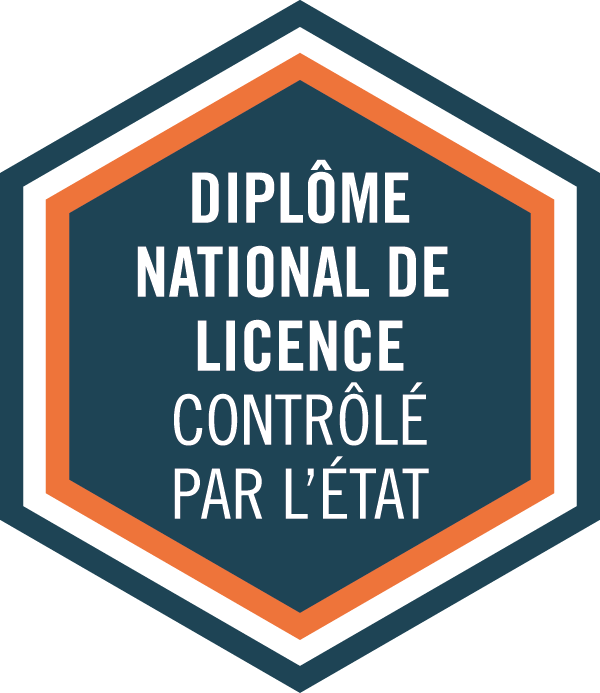 DIPLÔME
NATIONAL DE
LICENCE
CONTRÔLÉ
PAR L'ÉTAT